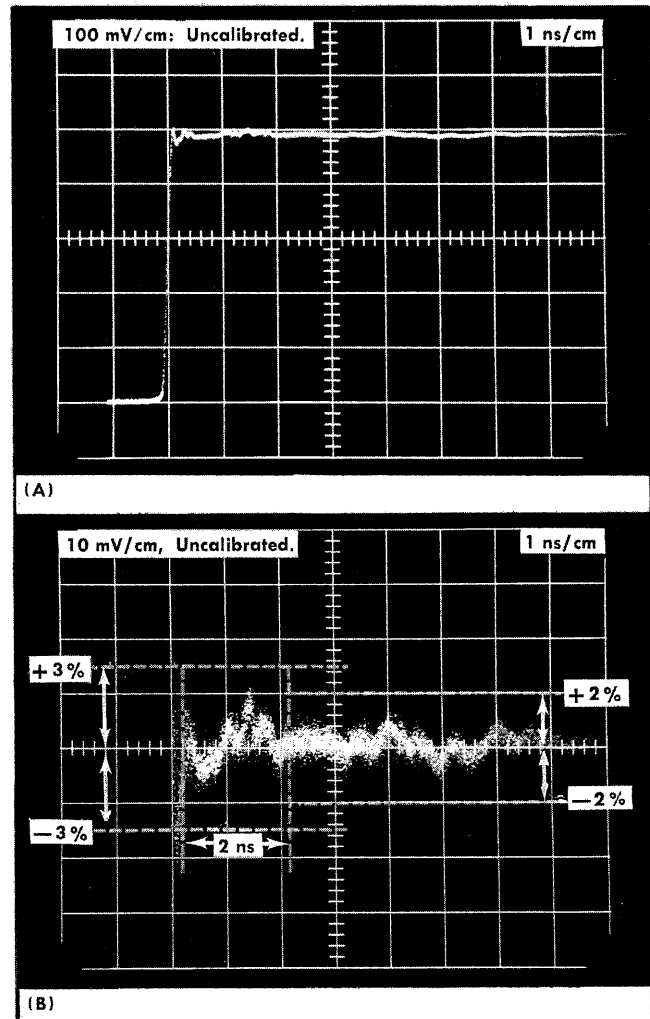 100 mV/cm: Uncalibrated. 1 ns/cm
(A)
10 mV/cm, Uncalibrated. 1 ns/cm
+3%
+2%
−2%
−3%
2 ns
(B)